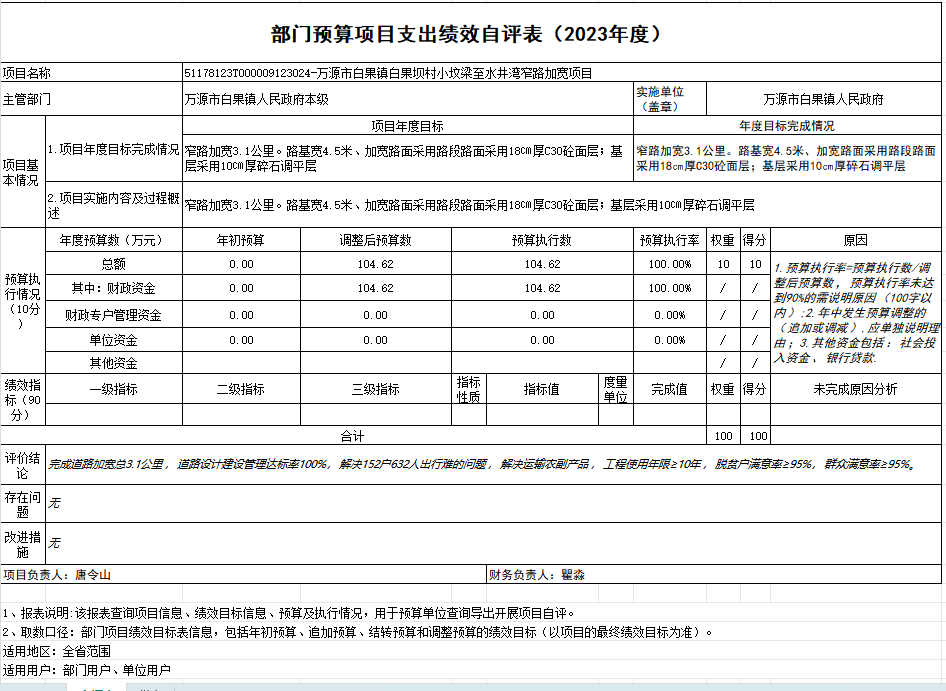 部门预算项目支出绩效自评表（2023年度）
项目名称 51178123T000009123024-万源市白果镇白果坝村小坟梁至水井湾窄路加宽项目
主管部门 万源市白果镇人民政府本级 实施单位（盖章） 万源市白果镇人民政府
项目基本情况 1.项目年度目标完成情况 项目年度目标 年度目标完成情况
窄路加宽3.1公里。路基宽4.5米、加宽路面采用路段路面采用18㎝厚C30砼面层；基
层采用10㎝厚碎石调平层
窄路加宽3.1公里。路基宽4.5米、加宽路面采用路段路面
采用18㎝厚C30砼面层；基层采用10㎝厚碎石调平层
2.项目实施内容及过程概述 窄路加宽3.1公里。路基宽4.5米、加宽路面采用路段路面采用18㎝厚C30砼面层；基层采用10㎝厚碎石调平层
预算执行情况（10分） 年度预算数（万元） 年初预算 调整后预算数 预算执行数 预算执行率 权重 得分 原因
总额 0.00 104.62 104.62 100.00% 10 10
其中：财政资金 0.00 104.62 104.62 100.00% / /
财政专户管理资金 0.00 0.00 0.00 0.00% / /
单位资金 0.00 0.00 0.00 0.00% / /
其他资金 / /
1.预算执行率=预算执行数/调
整后预算数，预算执行率未达
到90%的需说明原因（100字以
内）;2.年中发生预算调整的
（追加或调减）,应单独说明理
由；3.其他资金包括：社会投
入资金、银行贷款.
绩效指标（90分） 一级指标 二级指标 三级指标 指标性质 指标值 度量单位 完成值 权重 得分 未完成原因分析
合计 100 100
评价结论 完成道路加宽总3.1公里，道路设计建设管理达标率100%，解决152户632人出行难的问题，解决运输农副产品，工程使用年限≥10年，脱贫户满意率≥95%，群众满意率≥95%。
存在问题 无
改进措施 无
项目负责人：唐令山 财务负责人：瞿淼
1、报表说明:该报表查询项目信息、绩效目标信息、预算及执行情况，用于预算单位查询导出开展项目自评。
2、取数口径：部门项目绩效目标表信息，包括年初预算、追加预算、结转预算和调整预算的绩效目标（以项目的最终绩效目标为准）。
适用地区：全省范围
适用用户：部门用户、单位用户